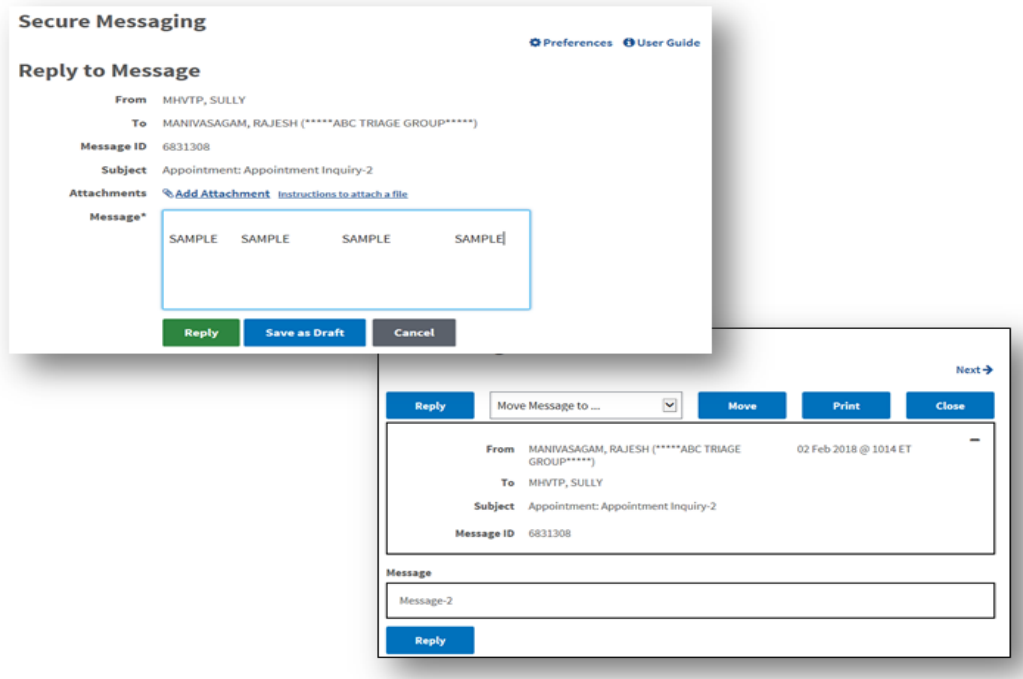 Secure Messaging
Preferences User Guide
Reply to Message
From MHVTP, SULLY
To MANIVASAGAM, RAJESH (*****ABC TRIAGE GROUP*****)
Message ID 6831308
Subject Appointment: Appointment Inquiry-2
Attachments Add Attachment Instructions to attach a file
Message*
SAMPLE SAMPLE SAMPLE SAMPLE
Reply Save as Draft Cancel
Next
Reply Move Message to ... Move Print Close
From MANIVASAGAM, RAJESH (*****ABC TRIAGE 02 Feb 2018 @ 1014 ET
GROUP*****)
To MHVTP, SULLY
Subject Appointment: Appointment Inquiry-2
Message ID 6831308
Message
Message-2
Reply